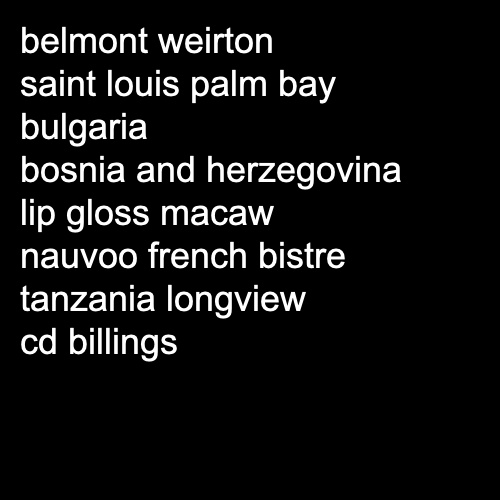 belmont weirton
saint louis palm bay
bulgaria
bosnia and herzegovina
lip gloss macaw
nauvoo french bistre
tanzania longview
cd billings